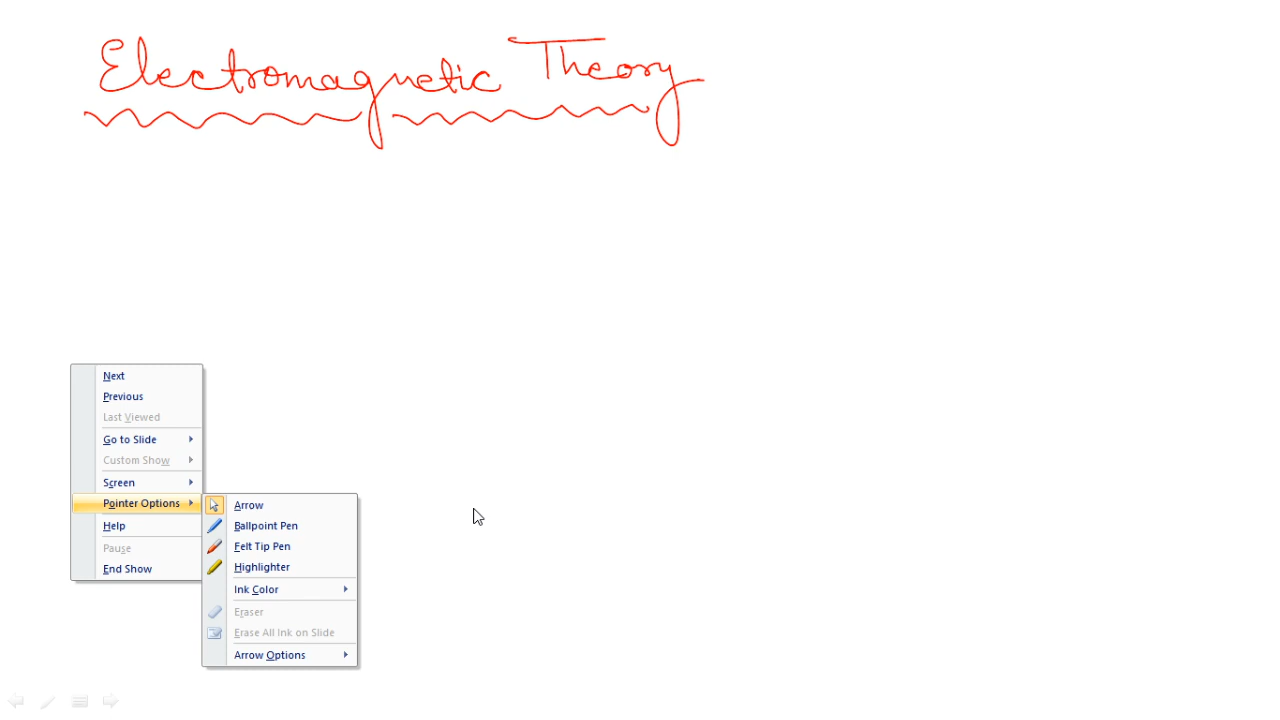 Electromagnetic Theory
Next
Previous
Last Viewed
Go to Slide
Custom Show
Screen
Pointer Options
Help
Pause
End Show
Arrow
Ballpoint Pen
Felt Tip Pen
Highlighter
Ink Color
Eraser
Erase All Ink on Slide
Arrow Options